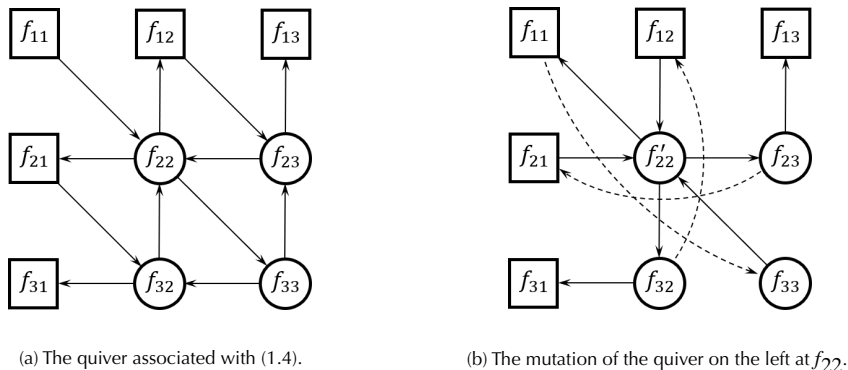 f11 f12 f13 f11 f12 f13
f21 f22 f23 f21 f′22 f23
f31 f32 f33 f31 f32 f33
(a) The quiver associated with (1.4). (b) The mutation of the quiver on the left at f22.